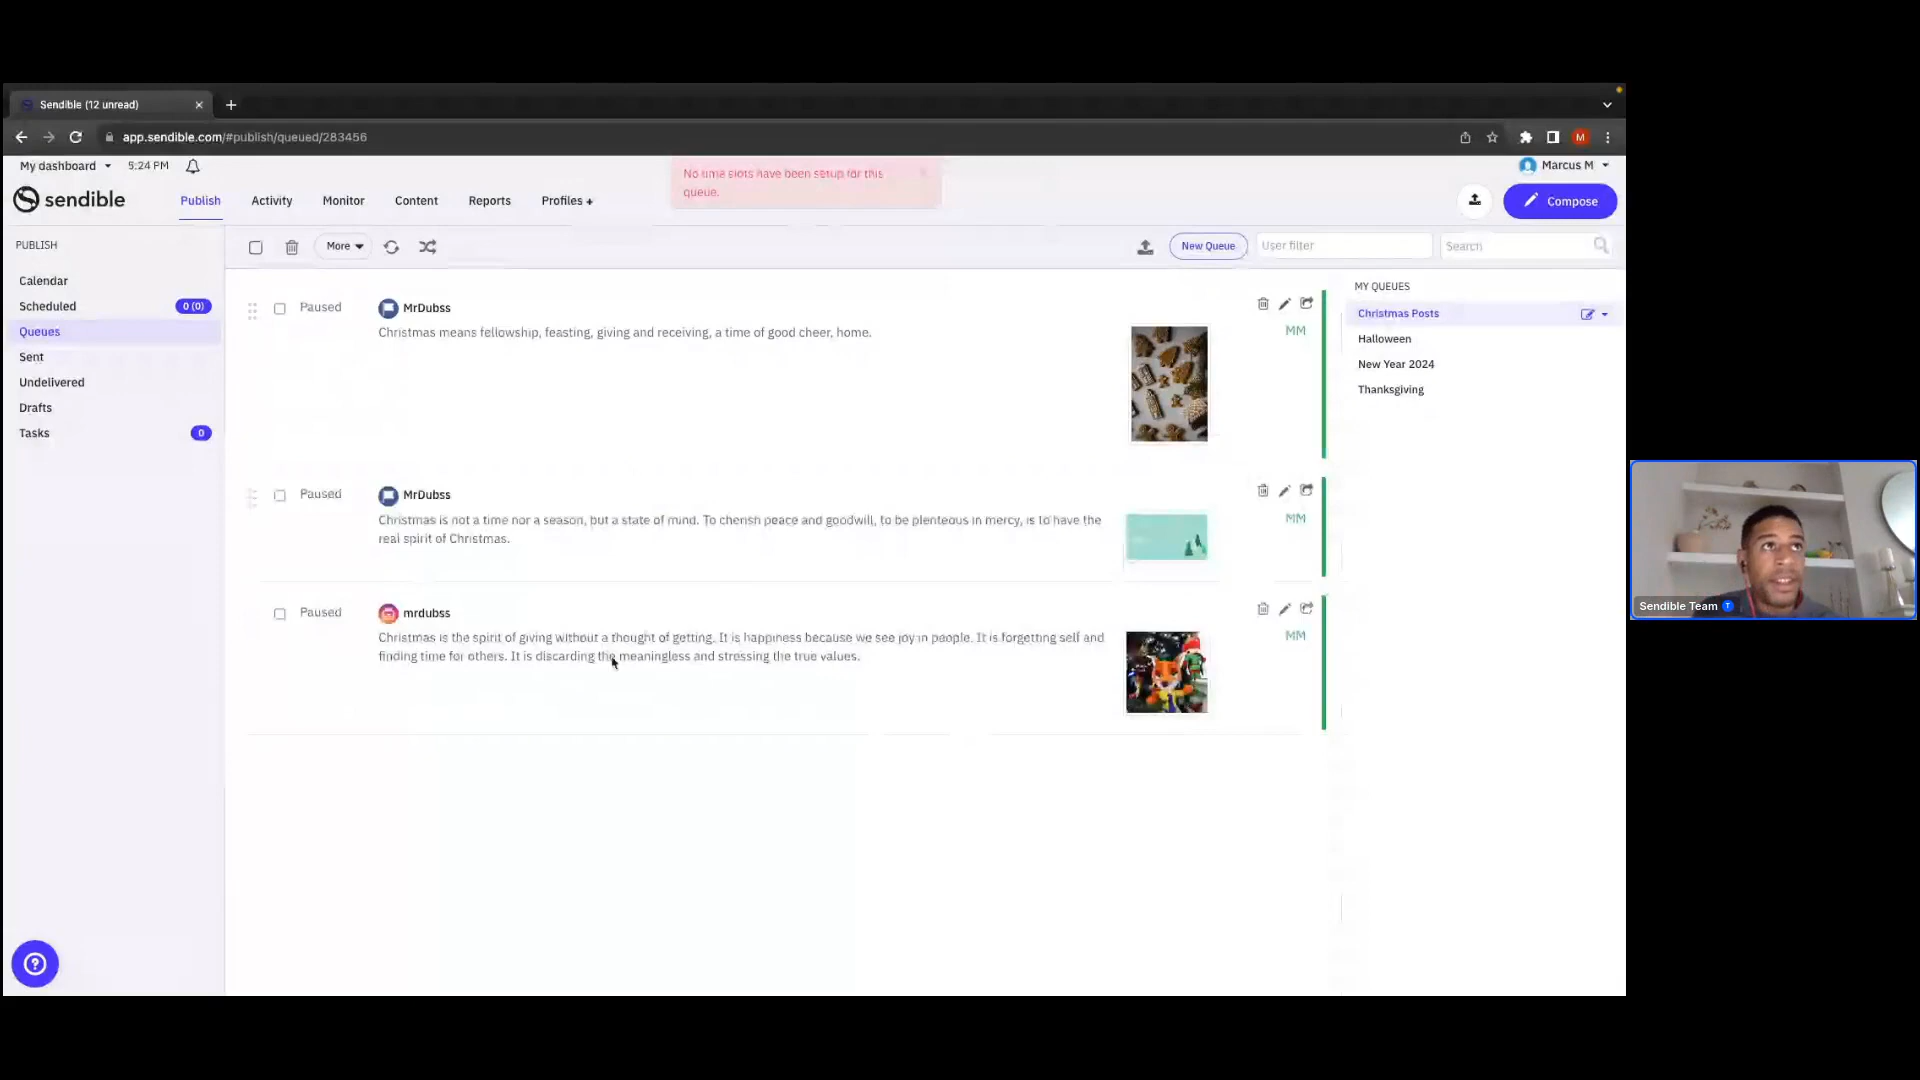 Sendible (12 unread)
app.sendible.com/#publish/queued/283456
M
My dashboard
5:24 PM
Marcus M
No time slots have been setup for this
queue.
sendible
Publish
Activity
Monitor
Content
Reports
Profiles +
Compose
PUBLISH
More
New Queue
User filter
Search
Calendar
Scheduled
0 (0)
Queues
Sent
Undelivered
Drafts
Tasks
0
Paused
MrDubss
Christmas means fellowship, feasting, giving and receiving, a time of good cheer, home.
MM
Paused
MrDubss
Christmas is not a time nor a season, but a state of mind. To cherish peace and goodwill, to be plenteous in mercy, is to have the
real spirit of Christmas.
MM
Paused
mrdubss
Christmas is the spirit of giving without a thought of getting. It is happiness because we see joy in people. It is forgetting self and
finding time for others. It is discarding the meaningless and stressing the true values.
MM
MY QUEUES
Christmas Posts
Halloween
New Year 2024
Thanksgiving
Sendible Team